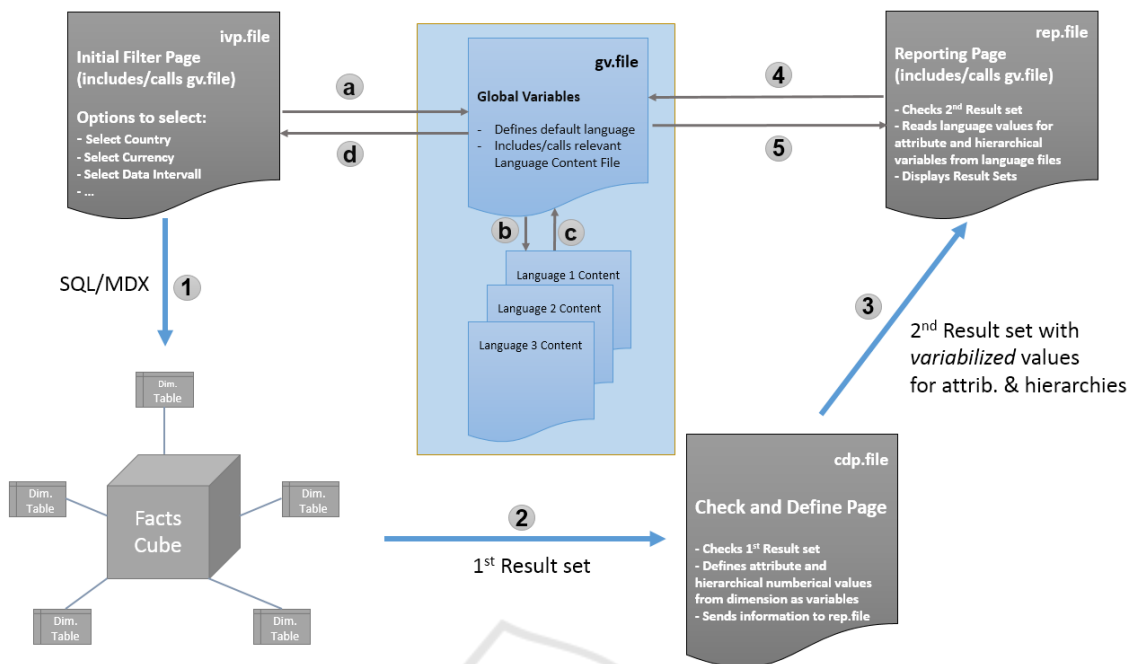 ivp.file
Initial Filter Page
(includes/calls gv.file)
Options to select:
- Select Country
- Select Currency
- Select Data Intervall
- ...
a
d
gv.file
Global Variables
- Defines default language
- Includes/calls relevant
Language Content File
b
c
Language 1 Content
Language 2 Content
Language 3 Content
4
5
rep.file
Reporting Page
(includes/calls gv.file)
- Checks 2nd Result set
- Reads language values for
attribute and hierarchical
variables from language files
- Displays Result Sets
SQL/MDX
1
3
2nd Result set with
variabilized values
for attrib. & hierarchies
Dim.
Table
Dim.
Table
Dim.
Table
Facts
Cube
Dim.
Table
Dim.
Table
2
1st Result set
cdp.file
Check and Define Page
- Checks 1st Result set
- Defines attribute and
hierarchical numberical values
from dimension as variables
- Sends information to rep.file